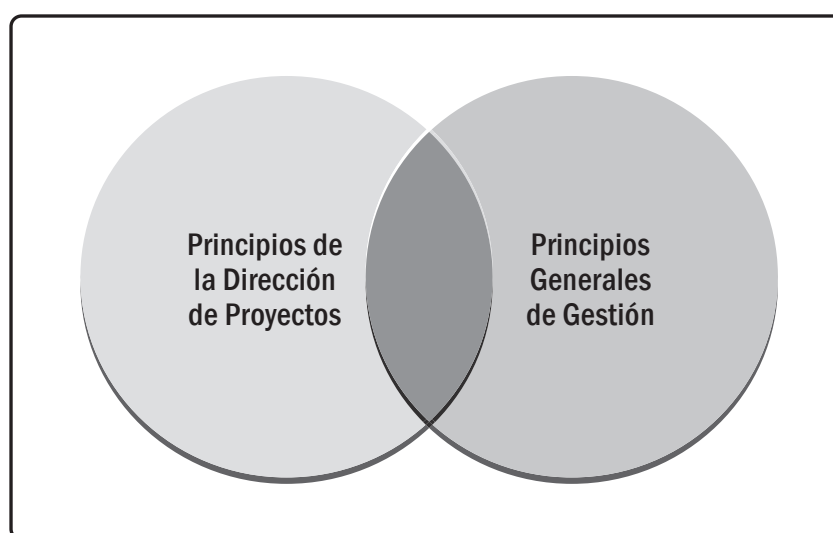 Principios de
la Dirección
de Proyectos
Principios
Generales
de Gestión